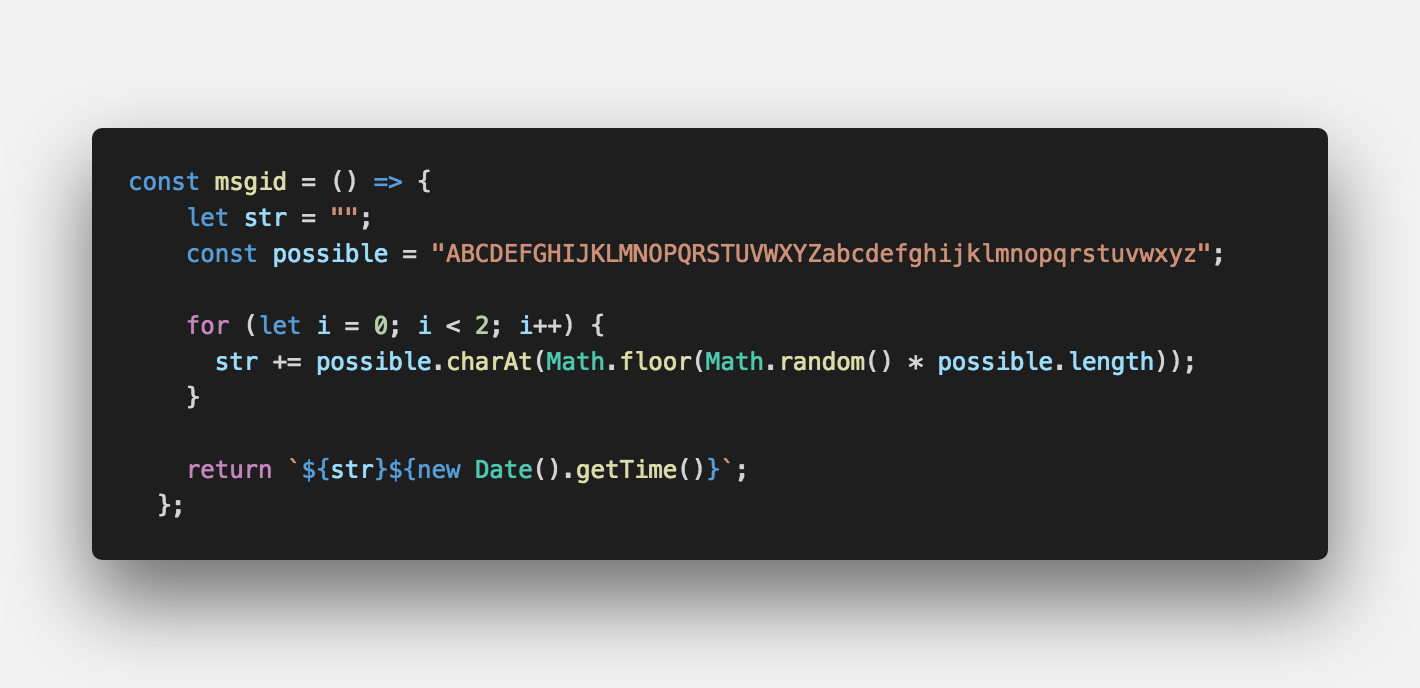 const msgid = () => {
    let str = "";
    const possible = "ABCDEFGHIJKLMNOPQRSTUVWXYZabcdefghijklmnopqrstuvwxyz";

    for (let i = 0; i < 2; i++) {
      str += possible.charAt(Math.floor(Math.random() * possible.length));
    }

    return `${str}${new Date().getTime()}`;
  };